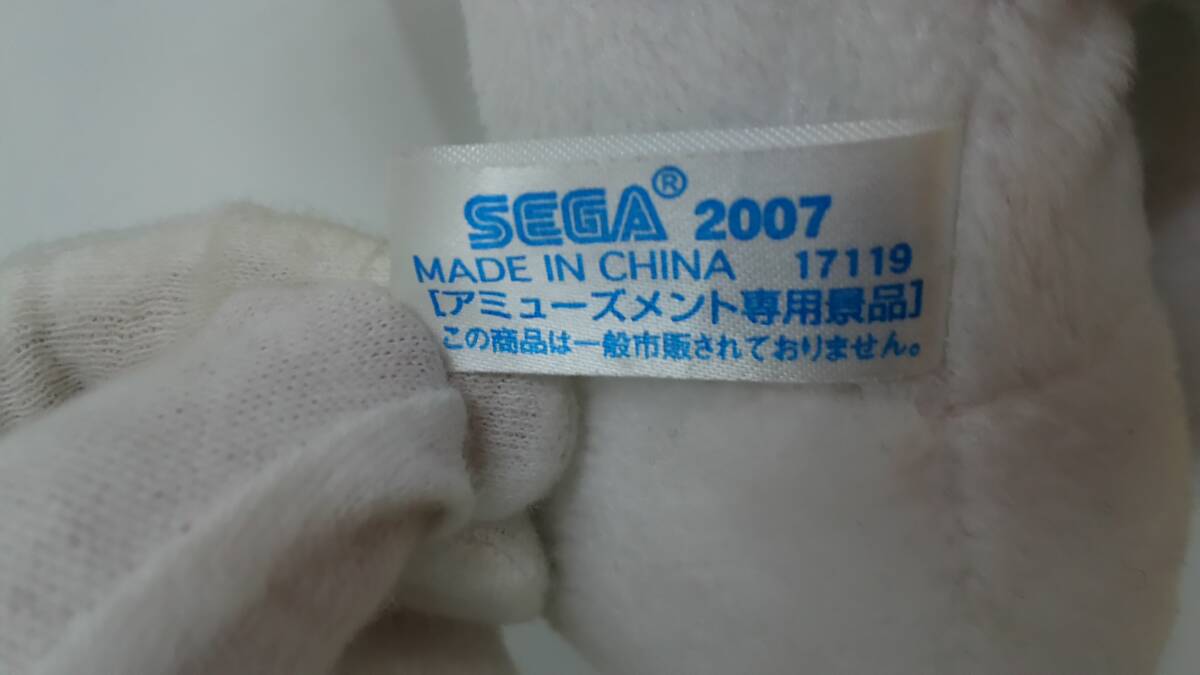 SEGA® 2007
MADE IN CHINA 17119
[アミューズメント専用景品]
この商品は一般市販されておりません。